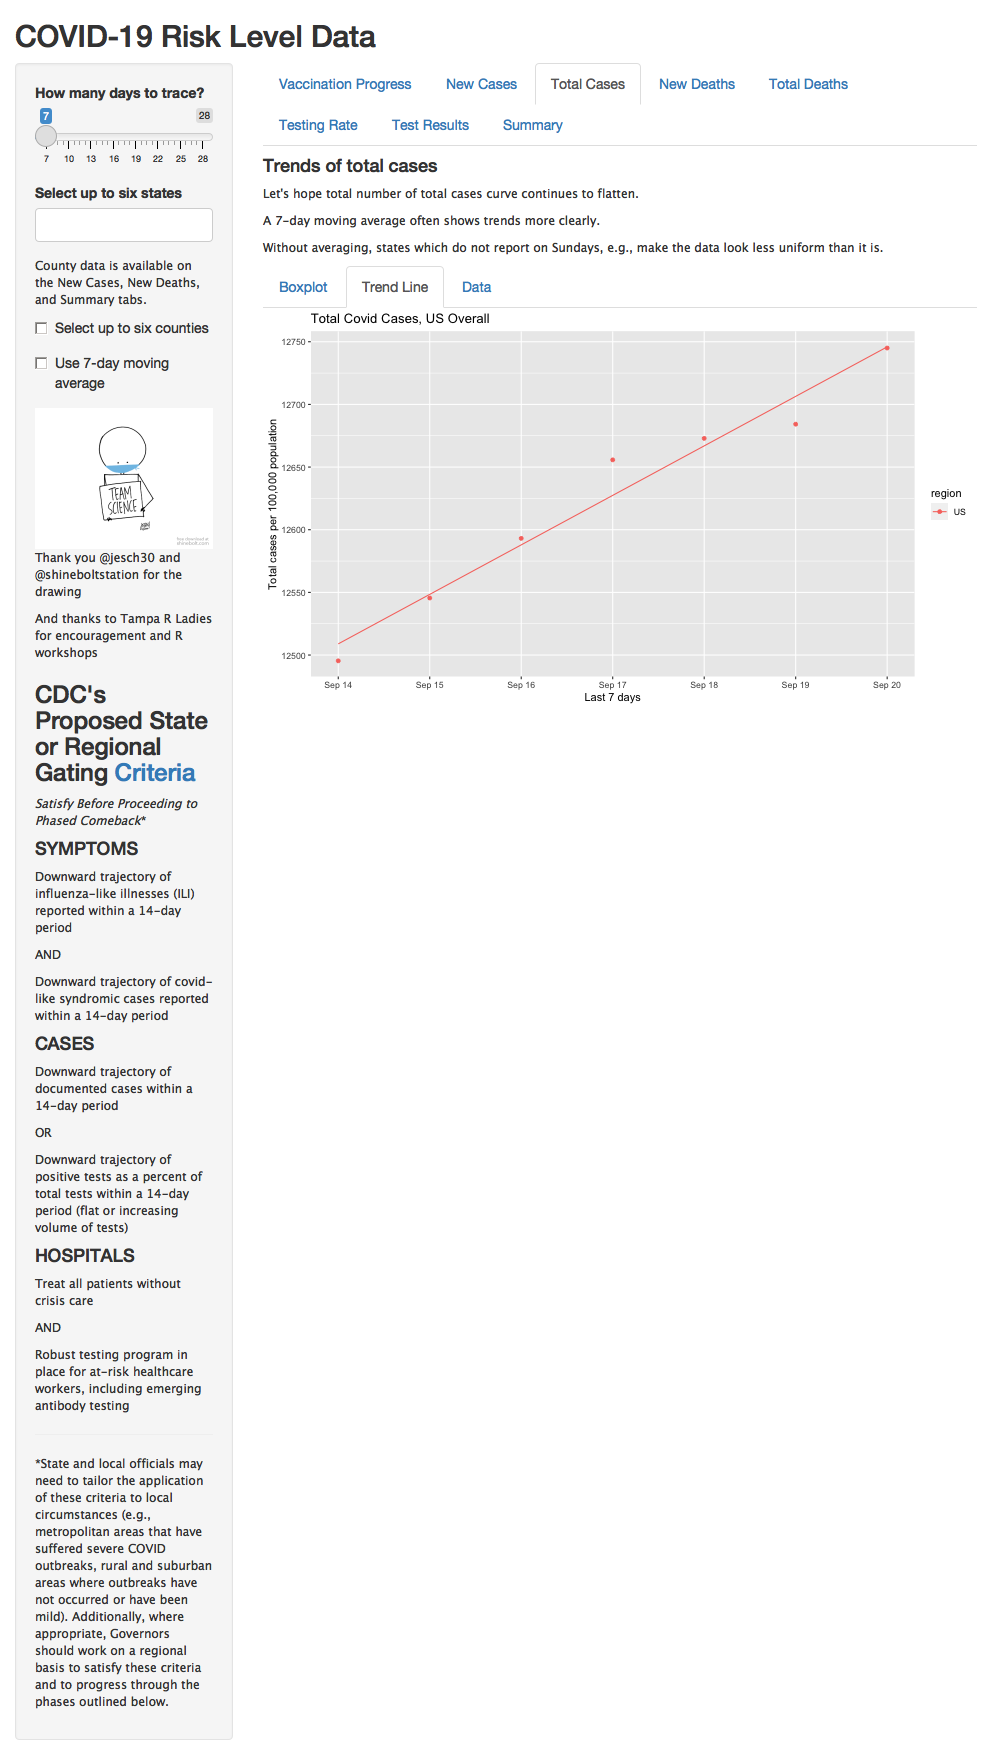 COVID-19 Risk Level Data
How many days to trace?
7
28
7 10 13 16 19 22 25 28
Select up to six states
County data is available on
the New Cases, New Deaths,
and Summary tabs.
Select up to six counties
Use 7-day moving
average
TEAM
SCIENCE
Thank you @jesch30 and
@shineboltstation for the
drawing
And thanks to Tampa R Ladies
for encouragement and R
workshops
CDC's
Proposed State
or Regional
Gating Criteria
Satisfy Before Proceeding to
Phased Comeback*
SYMPTOMS
Downward trajectory of
influenza-like illnesses (ILI)
reported within a 14-day
period
AND
Downward trajectory of covid-
like syndromic cases reported
within a 14-day period
CASES
Downward trajectory of
documented cases within a
14-day period
OR
Downward trajectory of
positive tests as a percent of
total tests within a 14-day
period (flat or increasing
volume of tests)
HOSPITALS
Treat all patients without
crisis care
AND
Robust testing program in
place for at-risk healthcare
workers, including emerging
antibody testing
*State and local officials may
need to tailor the application
of these criteria to local
circumstances (e.g.,
metropolitan areas that have
suffered severe COVID
outbreaks, rural and suburban
areas where outbreaks have
not occurred or have been
mild). Additionally, where
appropriate, Governors
should work on a regional
basis to satisfy these criteria
and to progress through the
phases outlined below.
Vaccination Progress New Cases Total Cases New Deaths Total Deaths
Testing Rate Test Results Summary
Trends of total cases
Let's hope total number of total cases curve continues to flatten.
A 7-day moving average often shows trends more clearly.
Without averaging, states which do not report on Sundays, e.g., make the data look less uniform than it is.
Boxplot Trend Line Data
Total Covid Cases, US Overall
Total cases per 100,000 population
12750
12700
12650
12600
12550
12500
Sep 14 Sep 15 Sep 16 Sep 17 Sep 18 Sep 19 Sep 20
Last 7 days
region
US